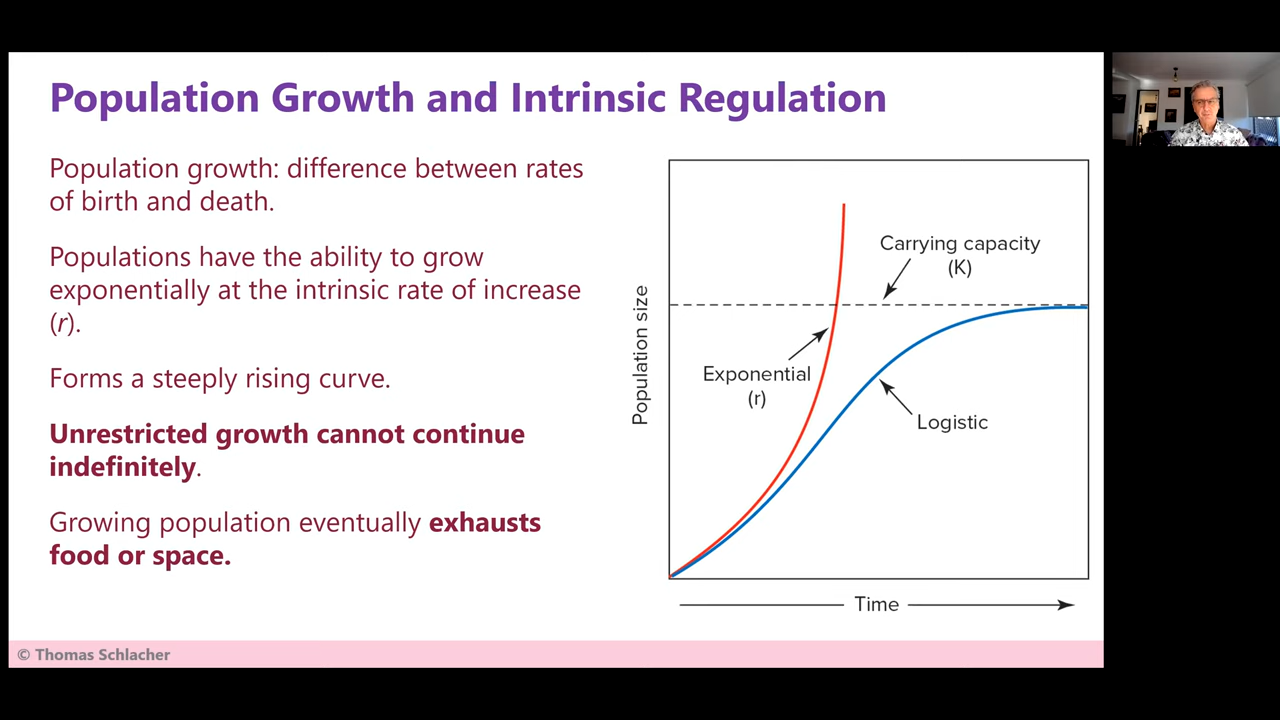 Population Growth and Intrinsic Regulation
Population growth: difference between rates
of birth and death.
Populations have the ability to grow
exponentially at the intrinsic rate of increase
(r).
Forms a steeply rising curve.
Unrestricted growth cannot continue
indefinitely.
Growing population eventually exhausts
food or space.
Population size
Carrying capacity
(K)
Exponential
(r)
Logistic
Time
© Thomas Schlacher